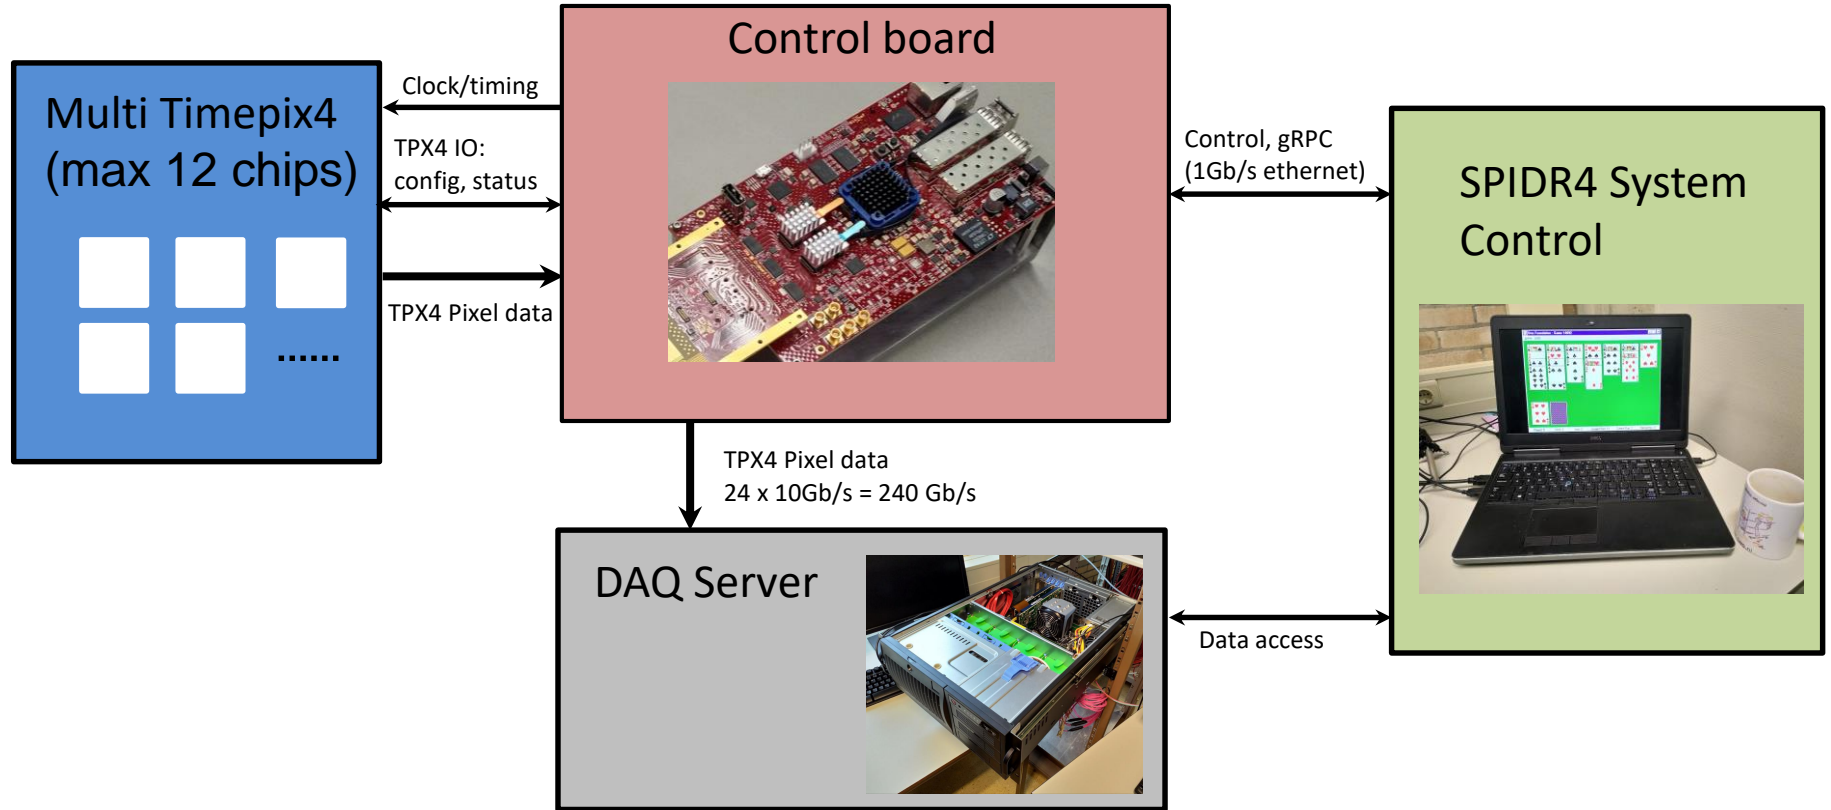 Control board
Multi Timepix4
(max 12 chips)
......
Clock/timing
TPX4 IO:
config, status
TPX4 Pixel data
Control, gRPC
(1Gb/s ethernet)
SPIDR4 System
Control
TPX4 Pixel data
24 x 10Gb/s = 240 Gb/s
DAQ Server
Data access